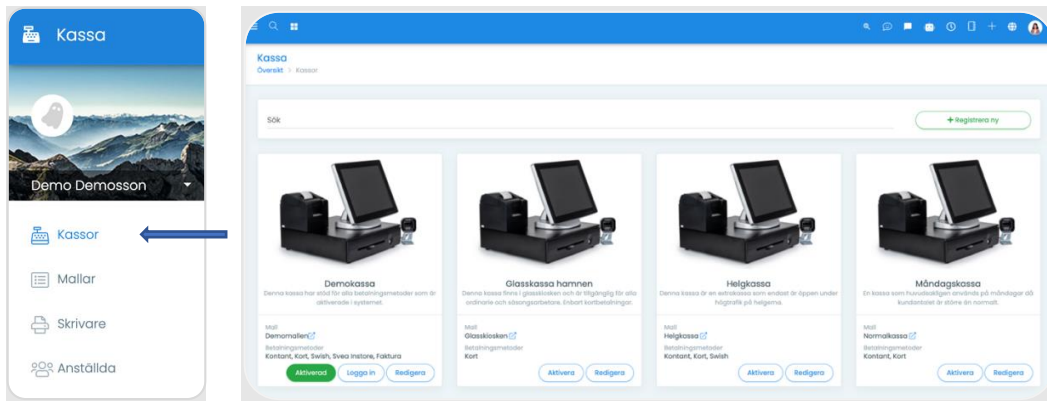 Kassa
Demo Demosson
Kassor
Mallar
Skrivare
Anställda
Kassa
Översikt > Kassor
Sök
+ Registrera ny
Demokassa
Denna kassa har stöd för alla betalningsmetoder som är
aktiverade i systemet.
Mall
Demomallen
Betalningsmetoder
Kontant, Kort, Swish, Svea Instore, Faktura
Aktiverad Logga in Redigera
Glasskassa hamnen
Denna kassa finns i glasskiosken och är tillgänglig för alla
ordinarie och säsongsarbetare. Enbart kortbetalningar.
Mall
Glasskiosken
Betalningsmetoder
Kort
Aktivera Redigera
Helgkassa
Denna kassa är en extrakassa som endast är öppen under
högtrafik på helgerna.
Mall
Helgkassa
Betalningsmetoder
Kontant, Kort, Swish
Aktivera Redigera
Måndagskassa
En kassa som huvudsakligen används på måndagar då
kundantalet är större än normalt.
Mall
Normalkassa
Betalningsmetoder
Kontant, Kort
Aktivera Redigera